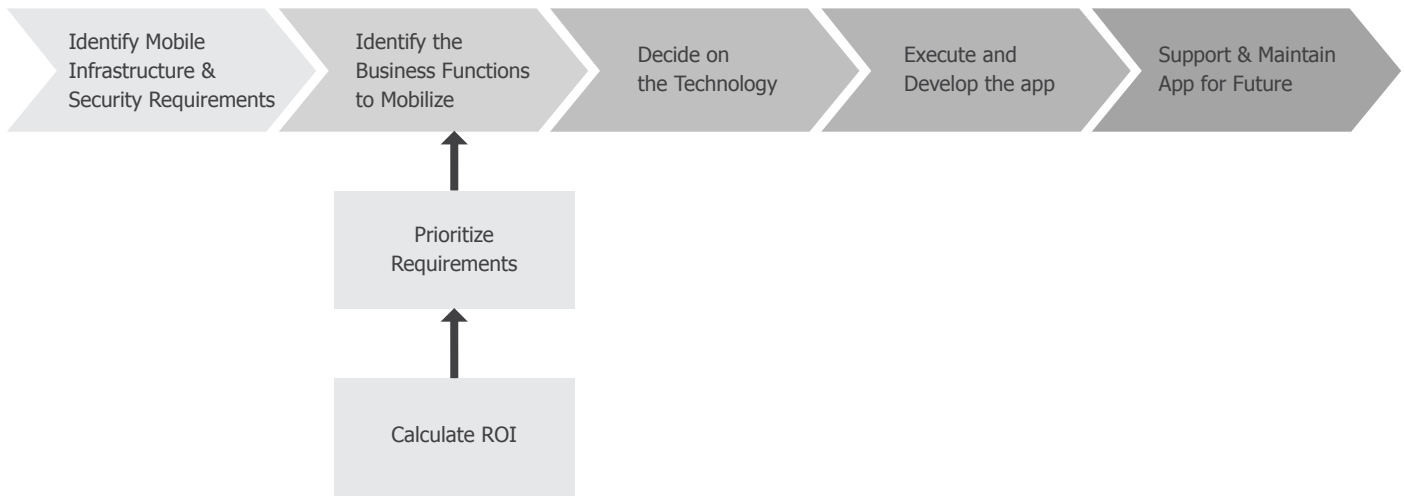 Identify Mobile
Infrastructure &
Security Requirements
Identify the
Business Functions
to Mobilize
Decide on
the Technology
Execute and
Develop the app
Support & Maintain
App for Future
Prioritize
Requirements
Calculate ROI